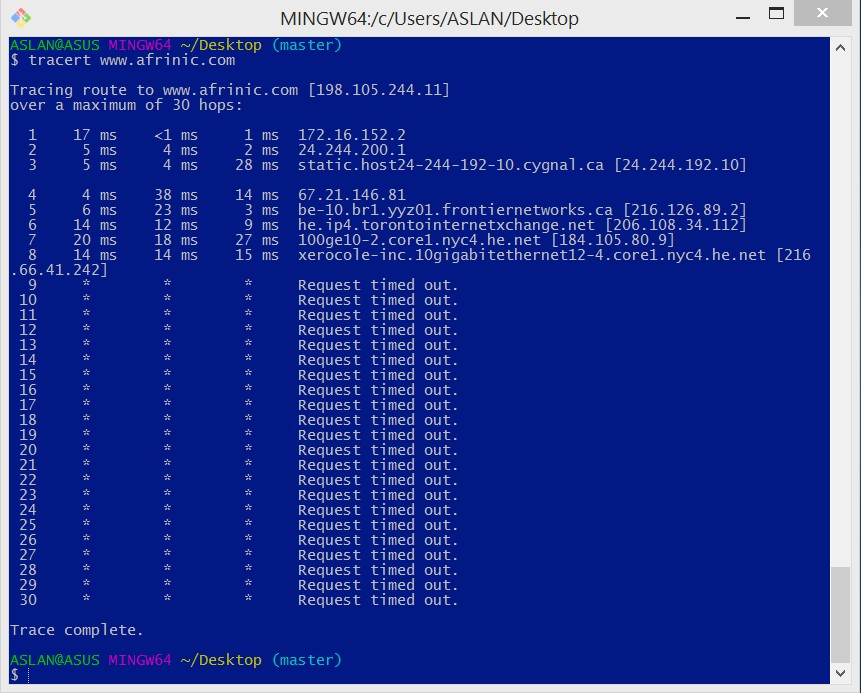 MINGW64:/c/Users/ASLAN/Desktop
ASLAN@ASUS MINGW64 ~/Desktop (master)
$ tracert www.afrinic.com
Tracing route to www.afrinic.com [198.105.244.11]
over a maximum of 30 hops:
1 17 ms <1 ms 1 ms 172.16.152.2
2 5 ms 4 ms 2 ms 24.244.200.1
3 5 ms 4 ms 28 ms static.host24-244-192-10.cygnal.ca [24.244.192.10]
4 4 ms 38 ms 14 ms 67.21.146.81
5 6 ms 23 ms 3 ms be-10.br1.yyz01.frontiernetworks.ca [216.126.89.2]
6 14 ms 12 ms 9 ms he.ip4.torontointernetxchange.net [206.108.34.112]
7 20 ms 18 ms 27 ms 100ge10-2.core1.nyc4.he.net [184.105.80.9]
8 14 ms 14 ms 15 ms xerocole-inc.10gigabitethernet12-4.core1.nyc4.he.net [216
.66.41.242]
9 * * * Request timed out.
10 * * * Request timed out.
11 * * * Request timed out.
12 * * * Request timed out.
13 * * * Request timed out.
14 * * * Request timed out.
15 * * * Request timed out.
16 * * * Request timed out.
17 * * * Request timed out.
18 * * * Request timed out.
19 * * * Request timed out.
20 * * * Request timed out.
21 * * * Request timed out.
22 * * * Request timed out.
23 * * * Request timed out.
24 * * * Request timed out.
25 * * * Request timed out.
26 * * * Request timed out.
27 * * * Request timed out.
28 * * * Request timed out.
29 * * * Request timed out.
30 * * * Request timed out.
Trace complete.
ASLAN@ASUS MINGW64 ~/Desktop (master)
$